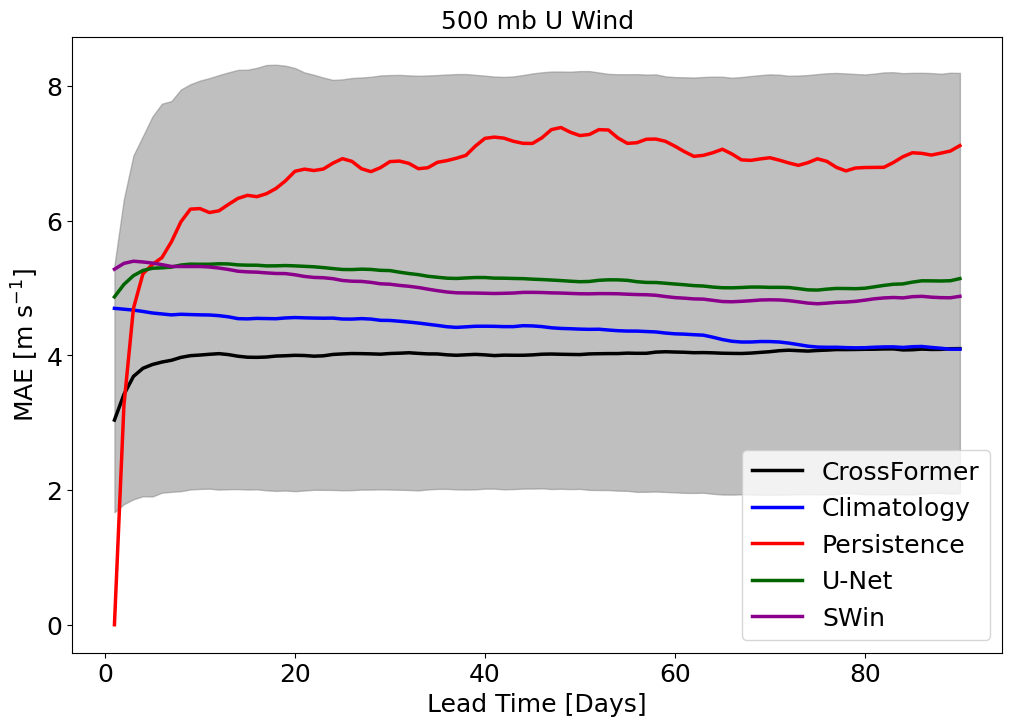 500 mb U Wind
MAE [m s⁻¹]
8
6
4
2
0
0 20 40 60 80
Lead Time [Days]
CrossFormer
Climatology
Persistence
U-Net
SWin